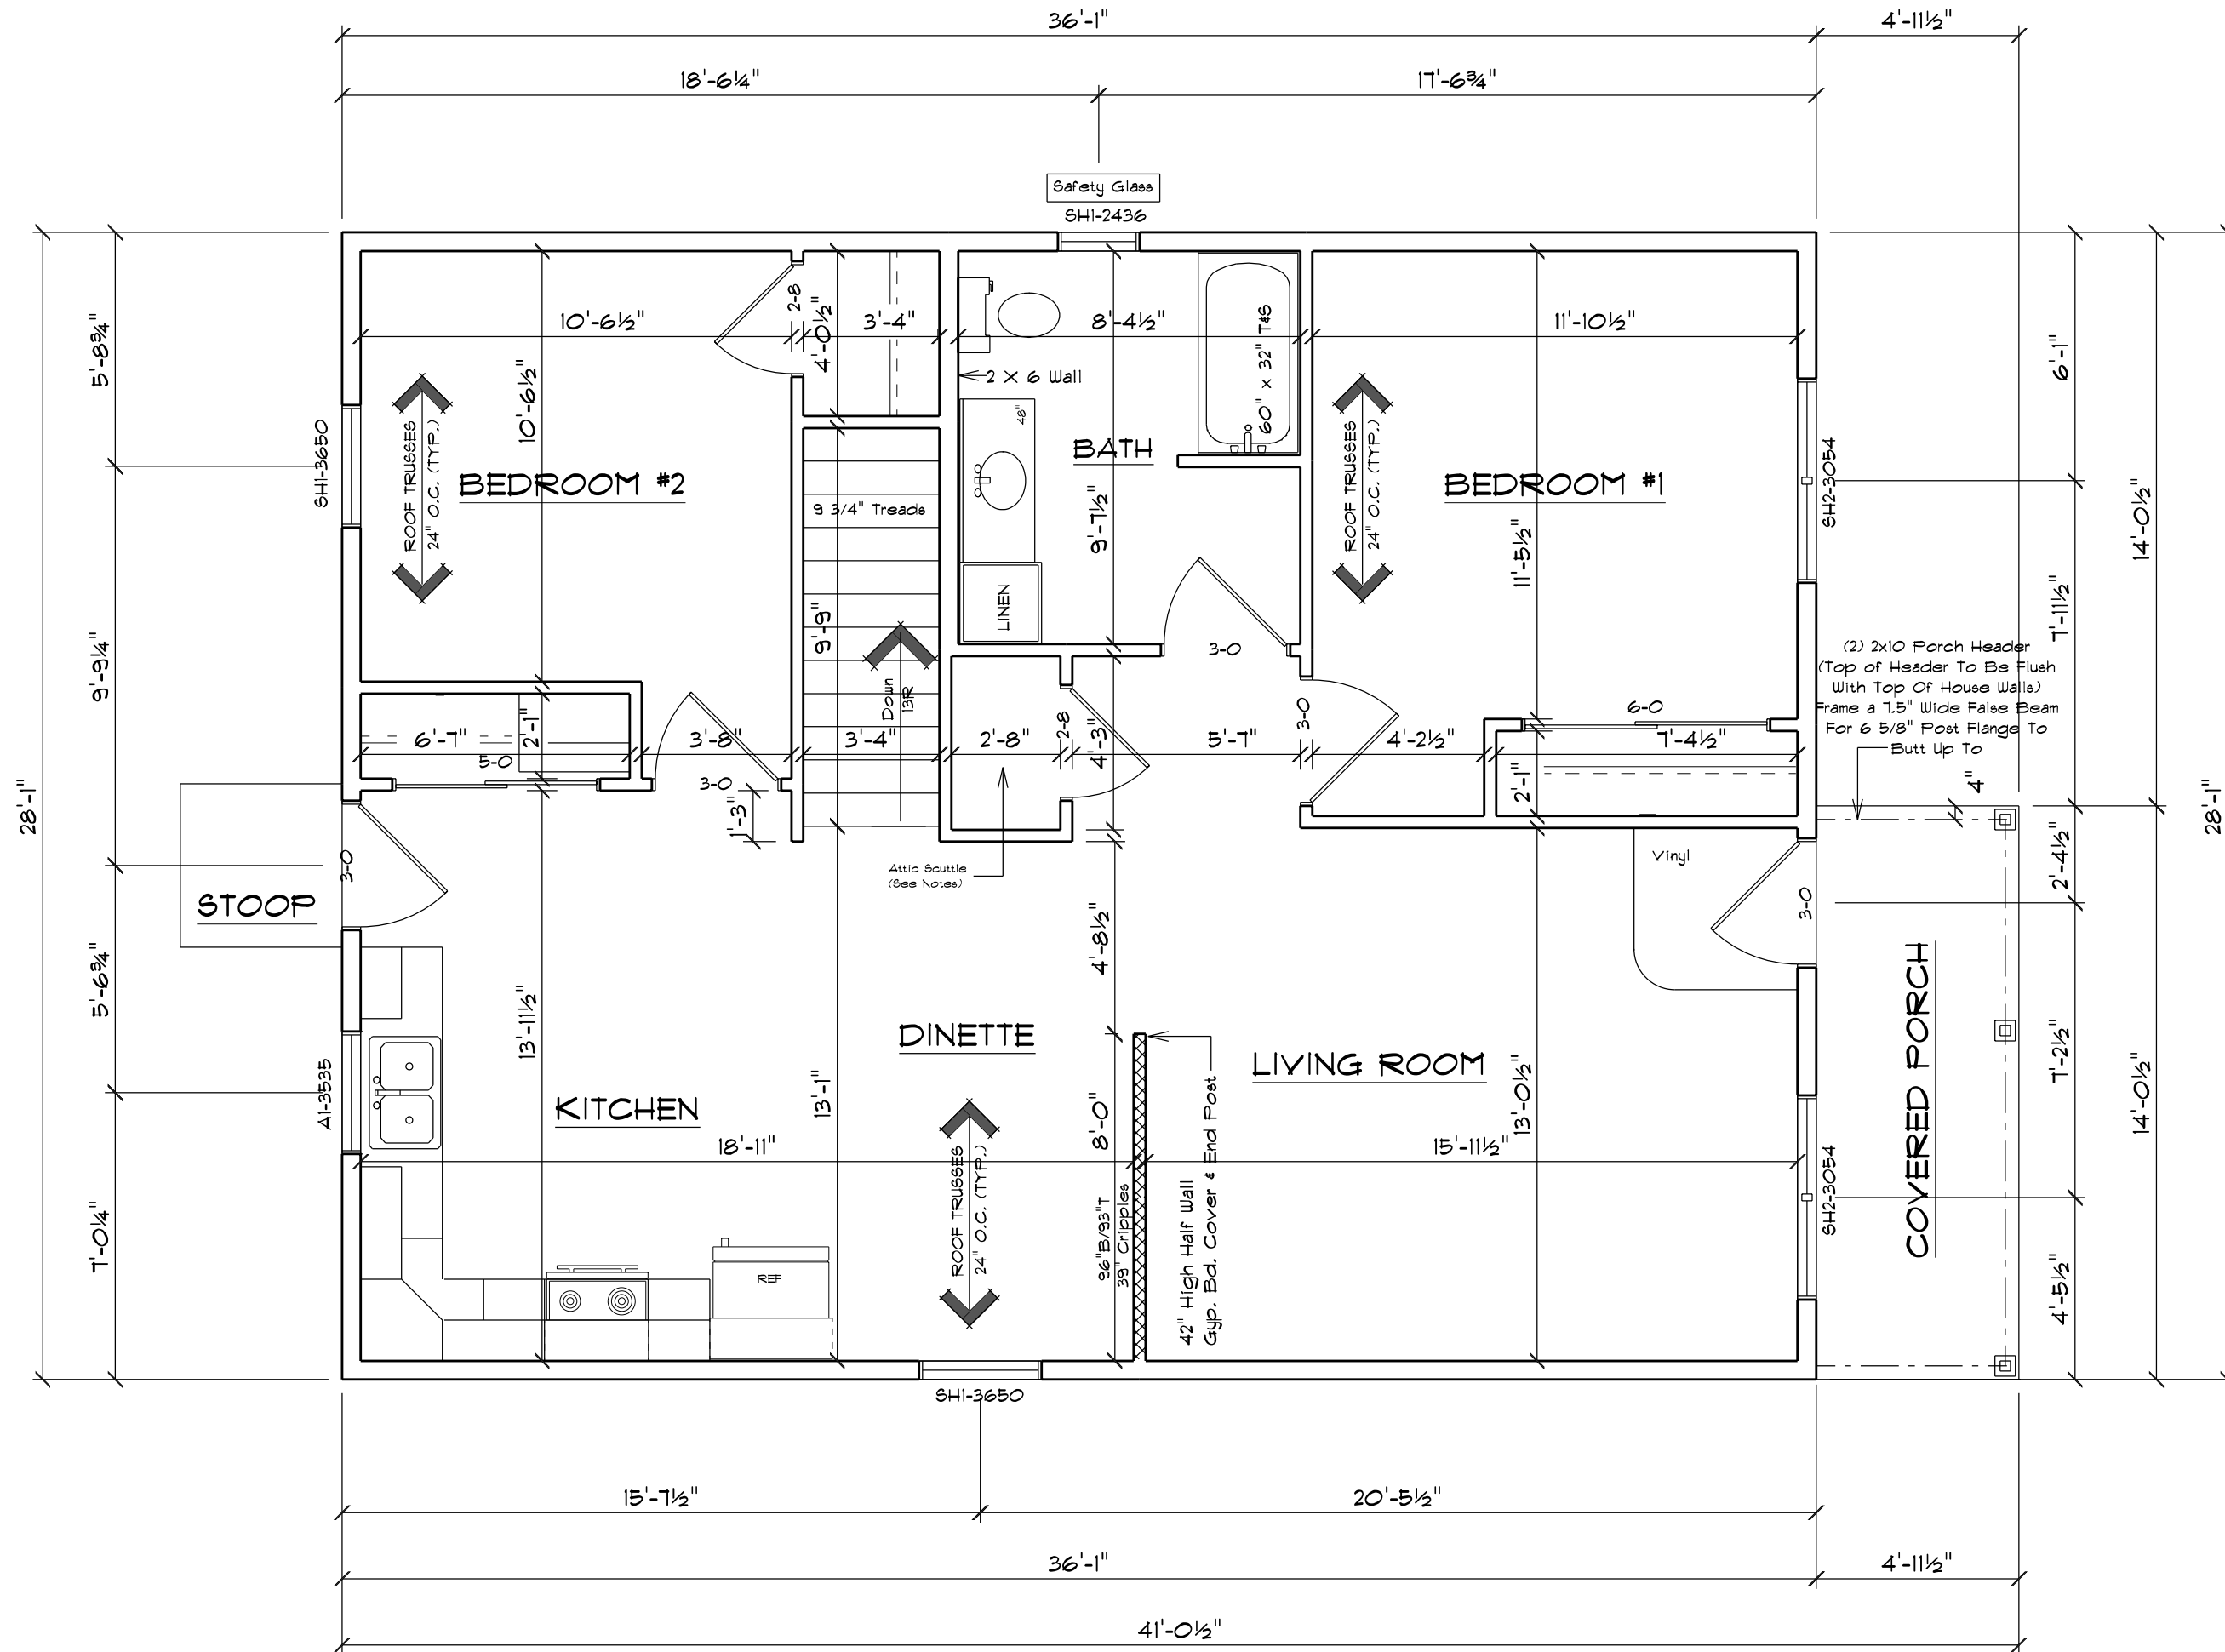 36'-1"
4'-11½"
18'-6¼"
17'-6¾"
Safety Glass
SH1-2436
5'-8¾"
9'-9¼"
5'-6¾"
7'-0¼"
28'-1"
SH1-3650
10'-6½"
10'-6½"
2-8
4'-0½"
3'-4"
8'-4½"
60" x 32" T&S
11'-10½"
2 X 6 Wall
48"
ROOF TRUSSES
24" O.C. (TYP.)
BEDROOM #2
9 3/4" Treads
BATH
9'-7½"
LINEN
ROOF TRUSSES
24" O.C. (TYP.)
BEDROOM #1
11'-5½"
SH2-3054
6'-1"
7'-11½"
14'-0½"
9'-9"
Down
13R
3-0
3-0
6-0
(2) 2x10 Porch Header
(Top of Header To Be Flush
With Top Of House Walls)
Frame a 7.5" Wide False Beam
For 6 5/8" Post Flange To
Butt Up To
4"
6'-7"
2'-1"
5-0
3'-8"
3-0
1'-3"
3'-4"
2'-8"
2-8
4'-3"
5'-7"
4'-2½"
7'-4½"
2'-1"
28'-1"
STOOP
3-0
Attic Scuttle
(See Notes)
Vinyl
3-0
2'-4½"
4'-8½"
13'-11½"
DINETTE
LIVING ROOM
COVERED PORCH
7'-2½"
14'-0½"
A1-3535
KITCHEN
13'-1"
18'-11"
8'-0"
15'-11½"
13'-0½"
ROOF TRUSSES
24" O.C. (TYP.)
96"B/93"T
39" Cripples
42" High Half Wall
Gyp. Bd. Cover & End Post
SH2-3054
4'-5½"
REF
SH1-3650
15'-7½"
20'-5½"
36'-1"
4'-11½"
41'-0½"